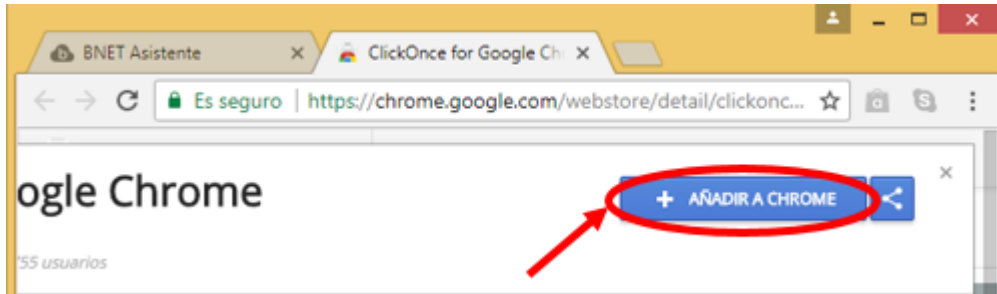 BNET Asistente
ClickOnce for Google Ch
Es seguro https://chrome.google.com/webstore/detail/clickonc...
ogle Chrome
+ AÑADIR A CHROME
'55 usuarios